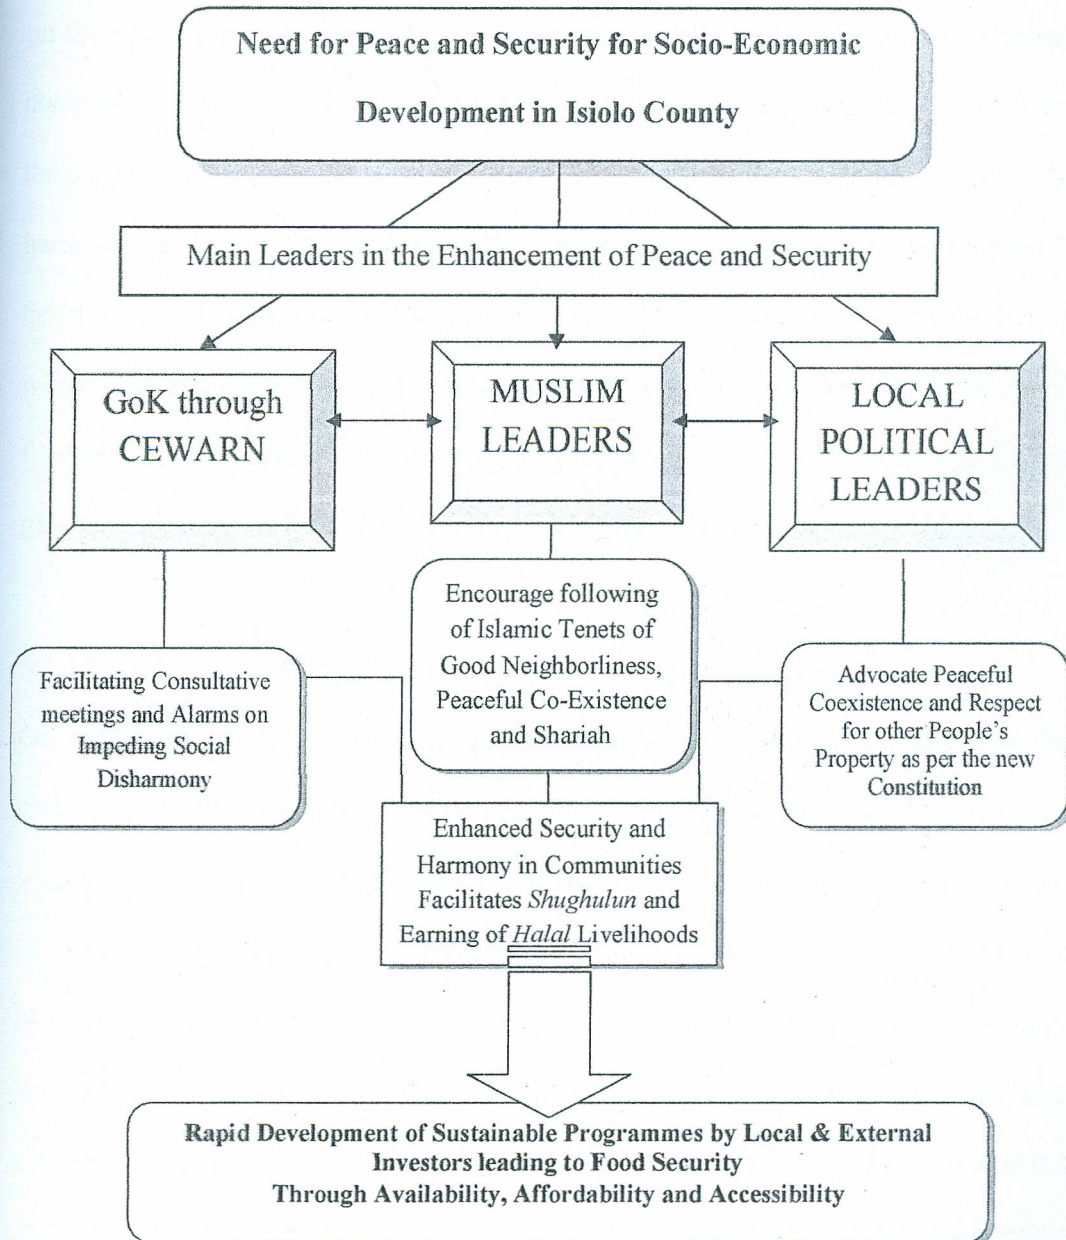 Need for Peace and Security for Socio-Economic
Development in Isiolo County
Main Leaders in the Enhancement of Peace and Security
GoK through
CEWARN
MUSLIM
LEADERS
LOCAL
POLITICAL
LEADERS
Facilitating Consultative
meetings and Alarms on
Impeding Social
Disharmony
Encourage following
of Islamic Tenets of
Good Neighborliness,
Peaceful Co-Existence
and Shariah
Advocate Peaceful
Coexistence and Respect
for other People's
Property as per the new
Constitution
Enhanced Security and
Harmony in Communities
Facilitates Shughulun and
Earning of Halal Livelihoods
Rapid Development of Sustainable Programmes by Local & External
Investors leading to Food Security
Through Availability, Affordability and Accessibility